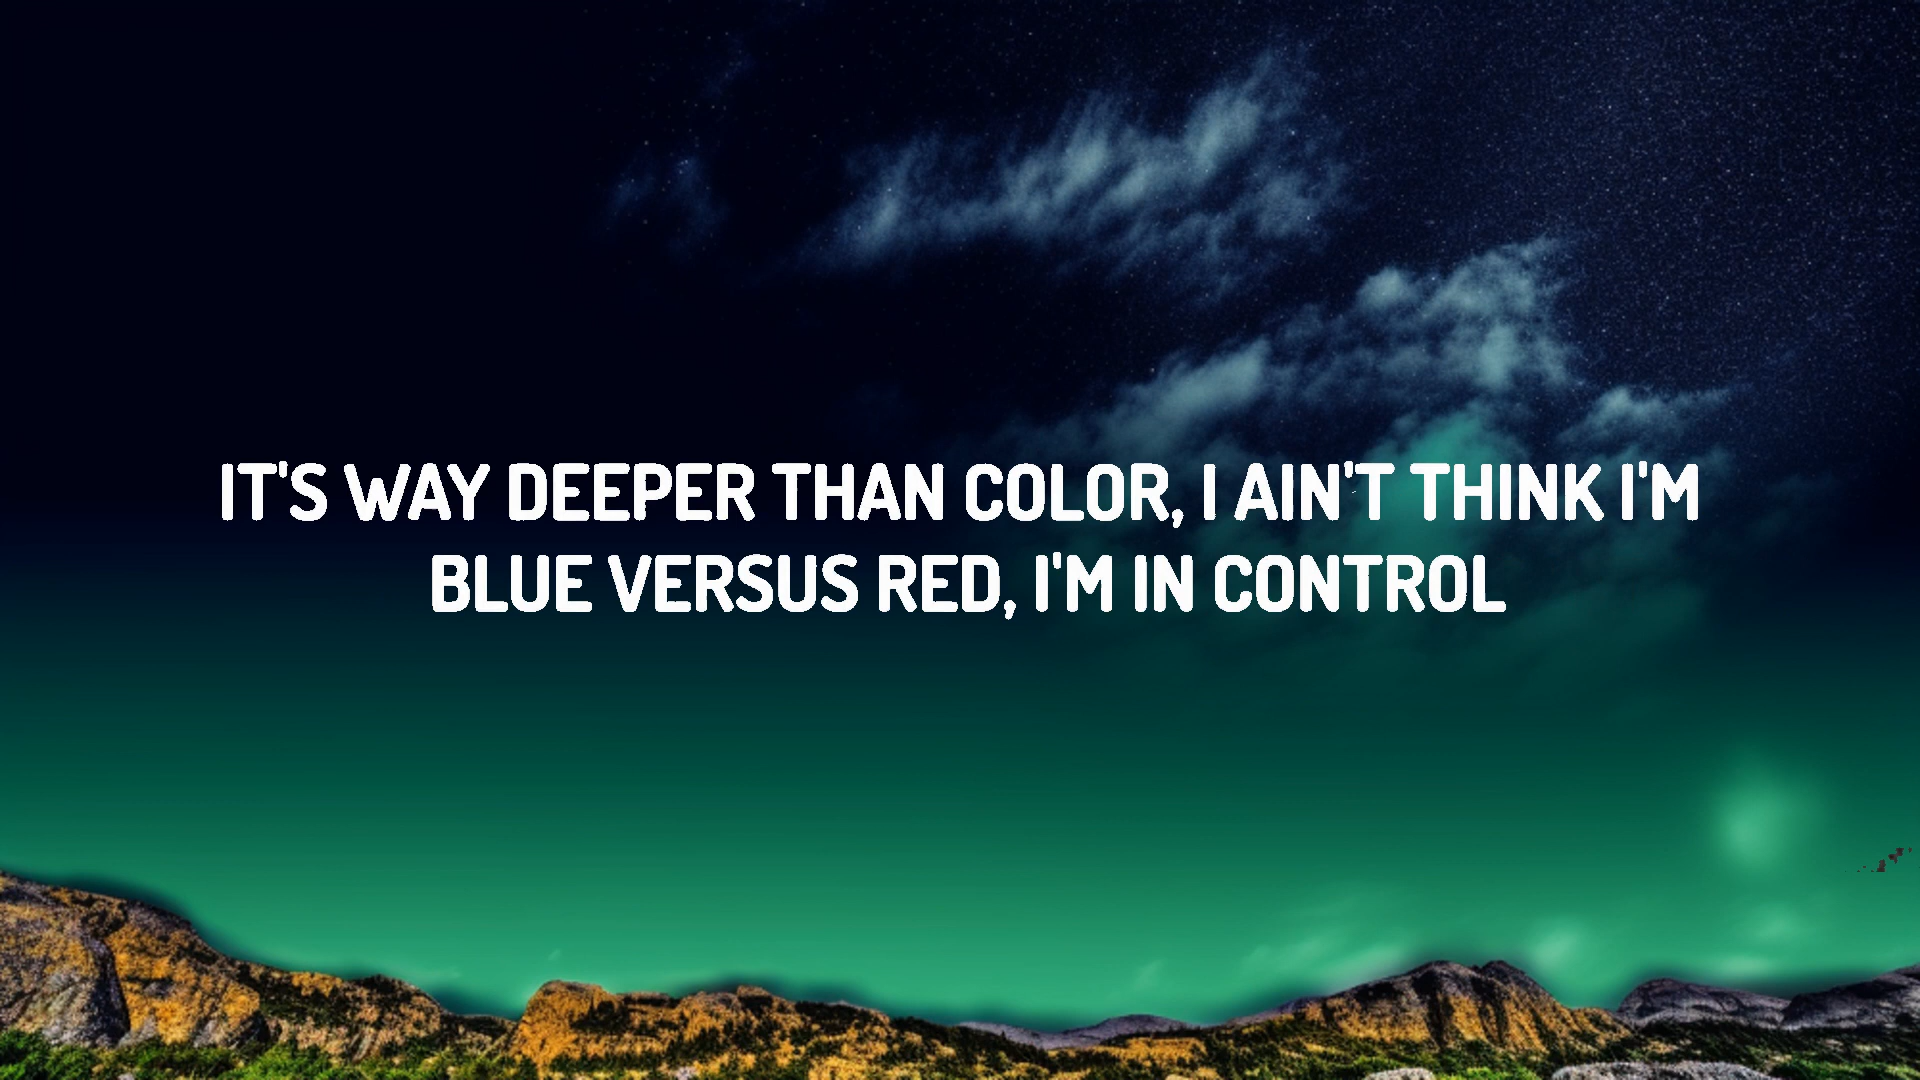 IT'S WAY DEEPER THAN COLOR, I AIN'T THINK I'M
BLUE VERSUS RED, I'M IN CONTROL